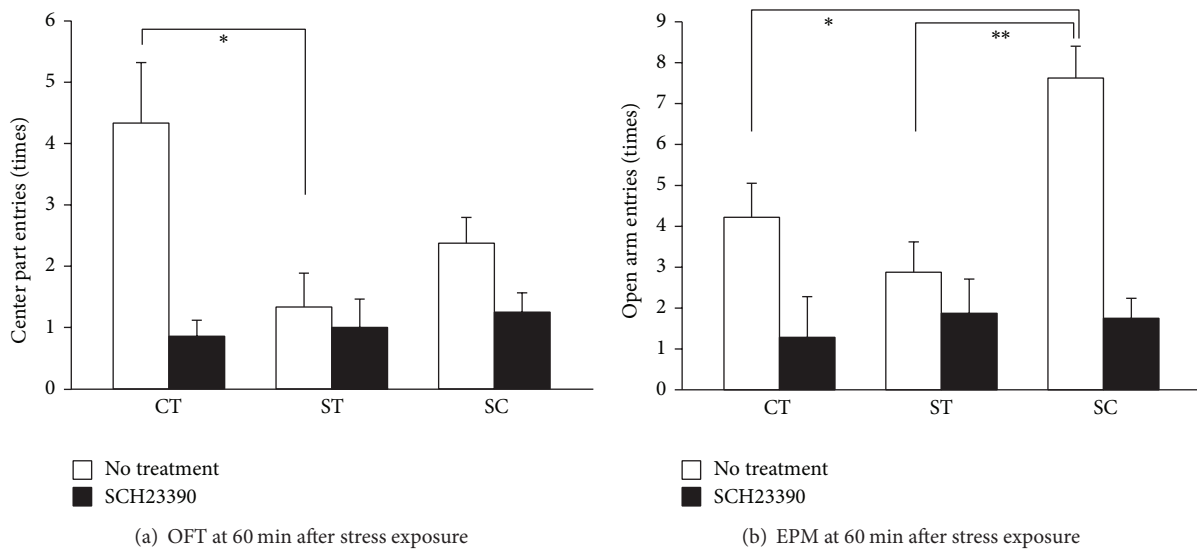 6
5
4
3
2
1
0
Center part entries (times)
*
CT
ST
SC
No treatment
SCH23390
(a) OFT at 60 min after stress exposure
9
8
7
6
5
4
3
2
1
0
Open arm entries (times)
*
**
CT
ST
SC
No treatment
SCH23390
(b) EPM at 60 min after stress exposure